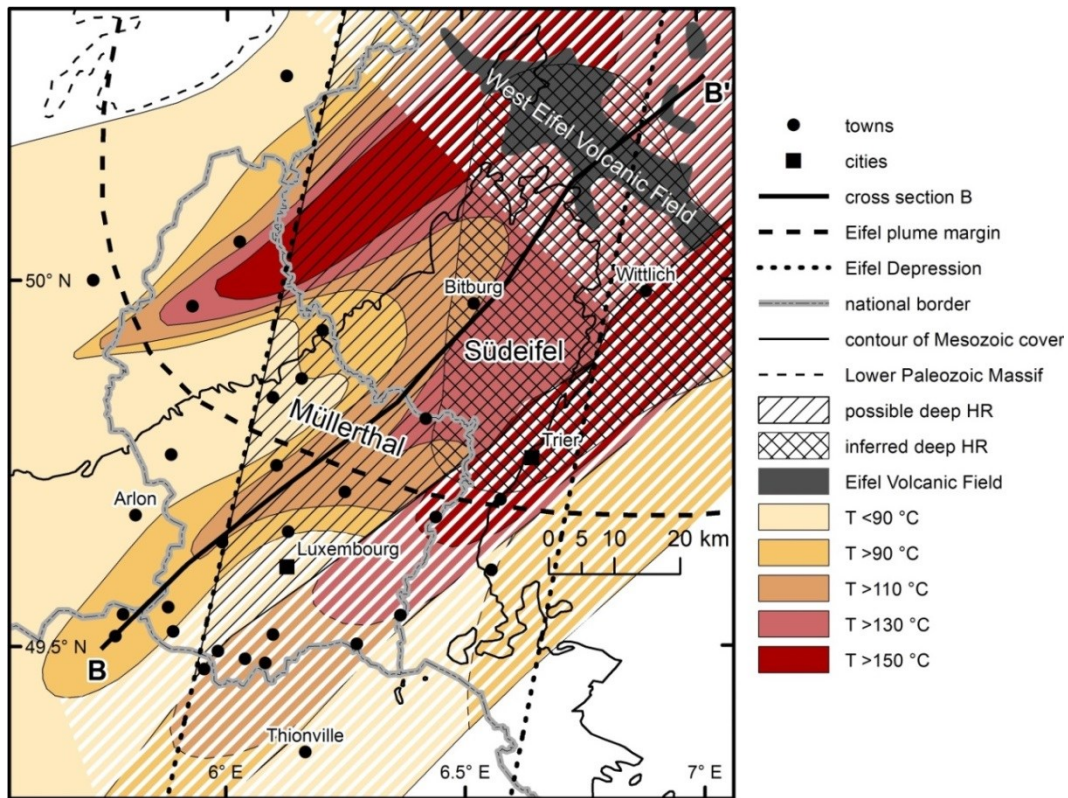 B'
West Eifel Volcanic Field
50° N
Bitburg
Wittlich
Südeifel
Müllerthal
Trier
Arlon
0 5 10 20 km
Luxembourg
49.5° N
B
Thionville
6° E
6.5° E
7° E
towns
cities
cross section B
Eifel plume margin
Eifel Depression
national border
contour of Mesozoic cover
Lower Paleozoic Massif
possible deep HR
inferred deep HR
Eifel Volcanic Field
T <90 °C
T >90 °C
T >110 °C
T >130 °C
T >150 °C